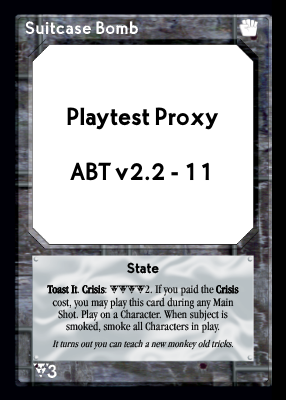 Suitcase Bomb
Playtest Proxy
ABT v2.2 - 11
State
Toast It. Crisis: 2. If you paid the Crisis
cost, you may play this card during any Main
Shot. Play on a Character. When subject is
smoked, smoke all Characters in play.
It turns out you can teach a new monkey old tricks.
3